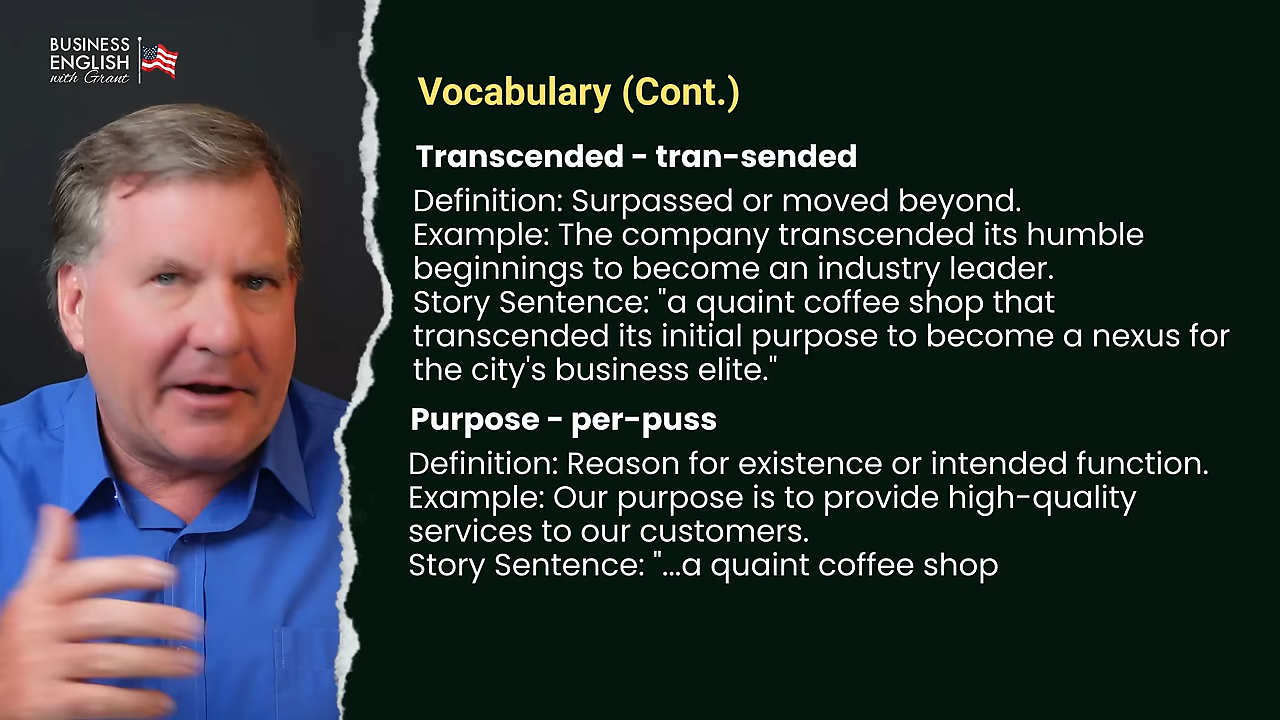 BUSINESS
ENGLISH
with Grant
Vocabulary (Cont.)
Transcended - tran-sended
Definition: Surpassed or moved beyond.
Example: The company transcended its humble
beginnings to become an industry leader.
Story Sentence: "a quaint coffee shop that
transcended its initial purpose to become a nexus for
the city's business elite."
Purpose - per-puss
Definition: Reason for existence or intended function.
Example: Our purpose is to provide high-quality
services to our customers.
Story Sentence: "...a quaint coffee shop